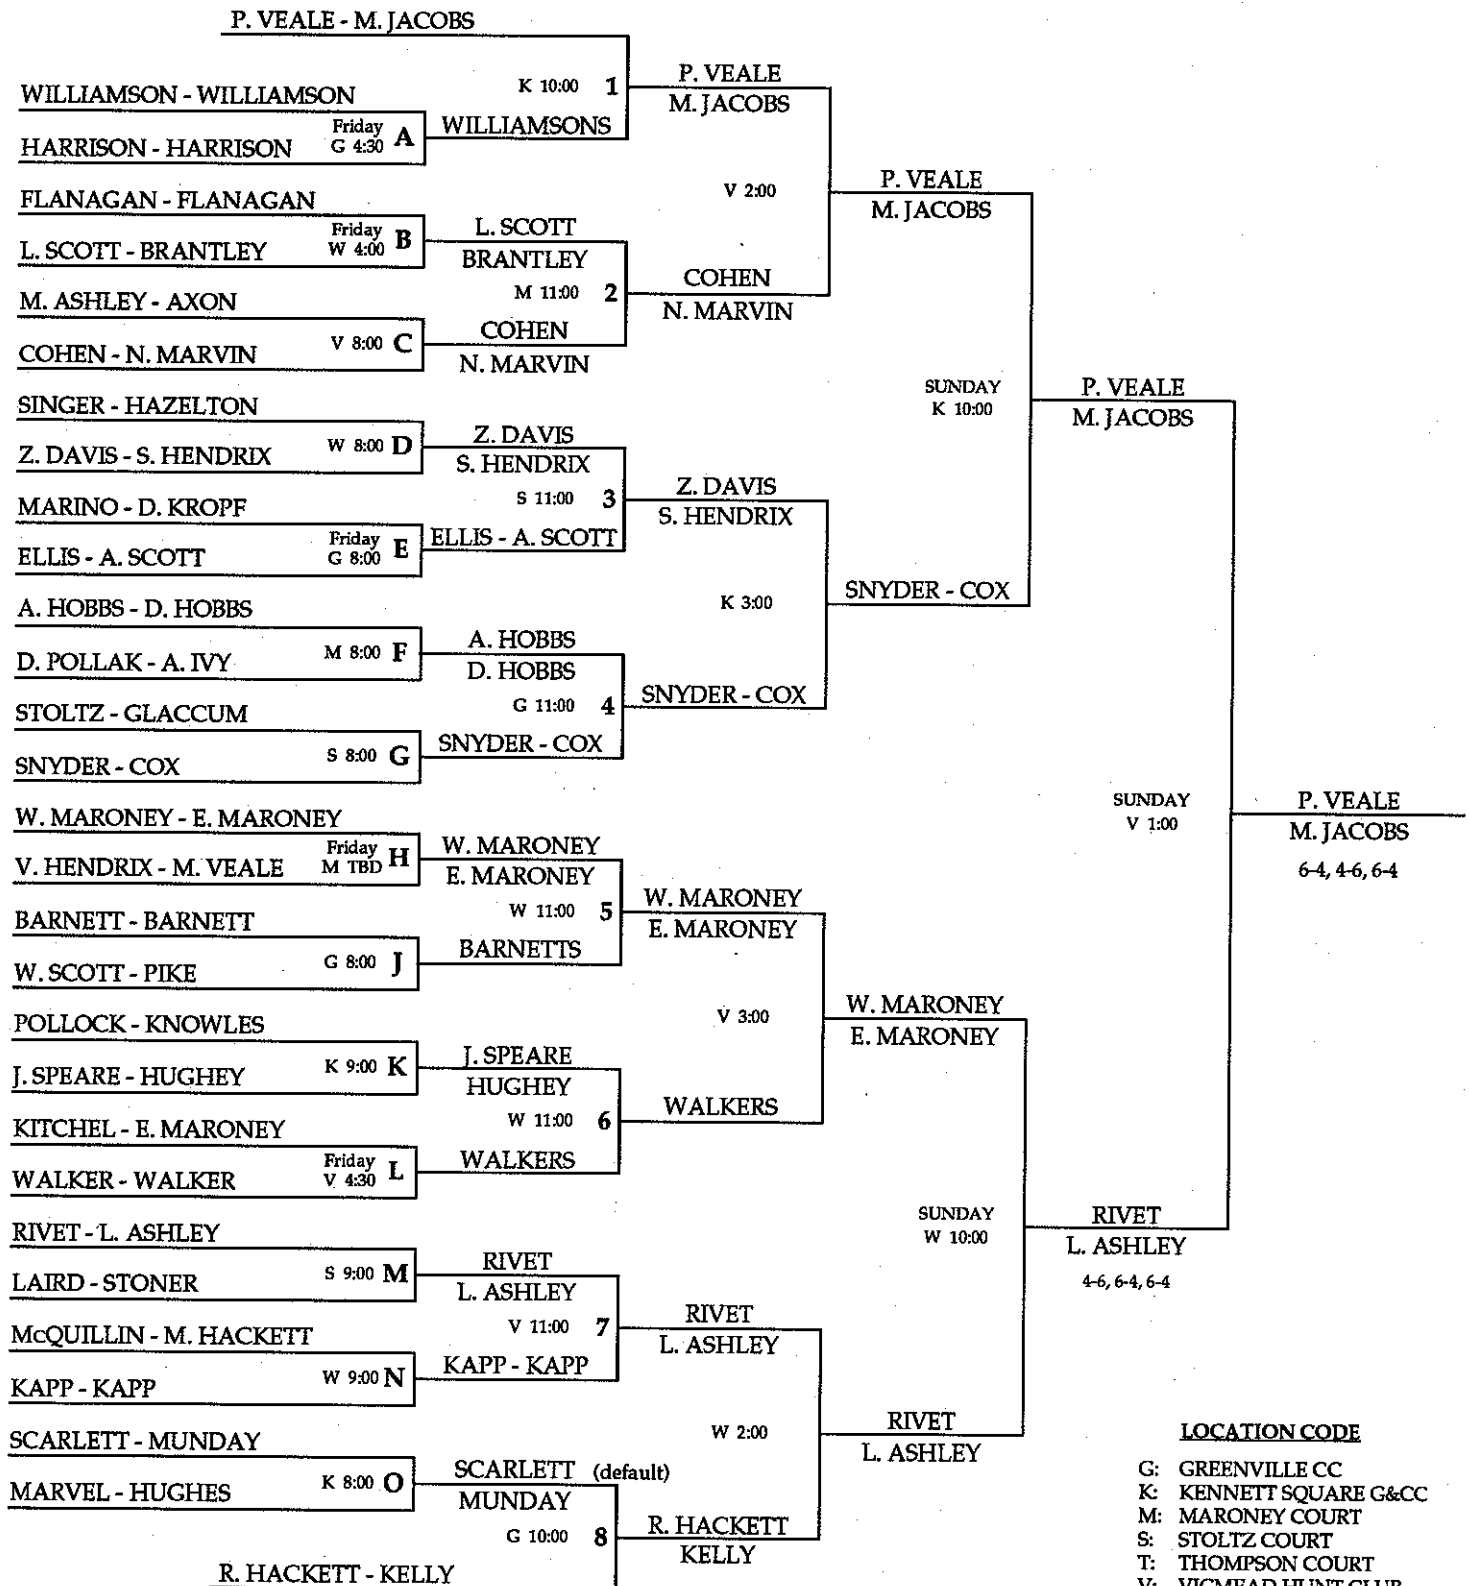 P. VEALE - M. JACOBS
K 10:00 1
P. VEALE
M. JACOBS
WILLIAMSON - WILLIAMSON
Friday
G 4:30 A
WILLIAMSONS
HARRISON - HARRISON
V 2:00
P. VEALE
M. JACOBS
FLANAGAN - FLANAGAN
Friday
W 4:00 B
L. SCOTT
BRANTLEY
L. SCOTT - BRANTLEY
M 11:00 2
COHEN
N. MARVIN
M. ASHLEY - AXON
V 8:00 C
COHEN
N. MARVIN
COHEN - N. MARVIN
SUNDAY
K 10:00
P. VEALE
M. JACOBS
SINGER - HAZELTON
W 8:00 D
Z. DAVIS
S. HENDRIX
Z. DAVIS - S. HENDRIX
S 11:00 3
Z. DAVIS
S. HENDRIX
MARINO - D. KROPF
Friday
G 8:00 E
ELLIS - A. SCOTT
ELLIS - A. SCOTT
K 3:00
SNYDER - COX
A. HOBBS - D. HOBBS
M 8:00 F
A. HOBBS
D. HOBBS
D. POLLAK - A. IVY
G 11:00 4
SNYDER - COX
STOLTZ - GLACCUM
S 8:00 G
SNYDER - COX
SNYDER - COX
SUNDAY
V 1:00
P. VEALE
M. JACOBS
6-4, 4-6, 6-4
W. MARONEY - E. MARONEY
Friday
M TBD H
W. MARONEY
E. MARONEY
V. HENDRIX - M. VEALE
W 11:00 5
W. MARONEY
E. MARONEY
BARNETT - BARNETT
G 8:00 J
BARNETTS
W. SCOTT - PIKE
V 3:00
W. MARONEY
E. MARONEY
POLLOCK - KNOWLES
K 9:00 K
J. SPEARE
HUGHEY
J. SPEARE - HUGHEY
W 11:00 6
WALKERS
KITCHEL - E. MARONEY
Friday
V 4:30 L
WALKERS
WALKER - WALKER
SUNDAY
W 10:00
RIVET
L. ASHLEY
4-6, 6-4, 6-4
RIVET - L. ASHLEY
S 9:00 M
RIVET
L. ASHLEY
LAIRD - STONER
V 11:00 7
RIVET
L. ASHLEY
McQUILLIN - M. HACKETT
W 9:00 N
KAPP - KAPP
KAPP - KAPP
W 2:00
RIVET
L. ASHLEY
SCARLETT - MUNDAY
K 8:00 O
SCARLETT (default)
MUNDAY
MARVEL - HUGHES
G 10:00 8
R. HACKETT
KELLY
R. HACKETT - KELLY
LOCATION CODE
G: GREENVILLE CC
K: KENNETT SQUARE G&CC
M: MARONEY COURT
S: STOLTZ COURT
T: THOMPSON COURT
V: VICMEAD HUNT CLUB